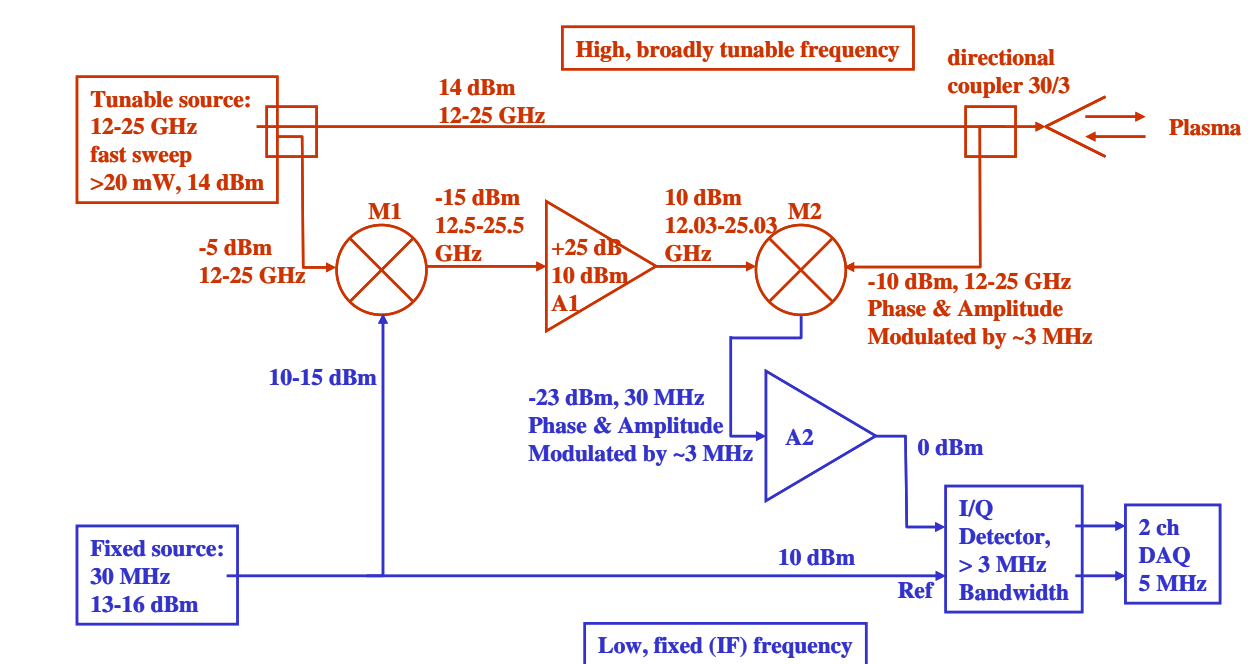 High, broadly tunable frequency
directional
coupler 30/3
Tunable source:
12-25 GHz
fast sweep
>20 mW, 14 dBm
14 dBm
12-25 GHz
Plasma
M1
-15 dBm
12.5-25.5
GHz
10 dBm
12.03-25.03
GHz
M2
-5 dBm
12-25 GHz
+25 dB
10 dBm
A1
-10 dBm, 12-25 GHz
Phase & Amplitude
Modulated by ~3 MHz
10-15 dBm
-23 dBm, 30 MHz
Phase & Amplitude
Modulated by ~3 MHz
A2
0 dBm
Fixed source:
30 MHz
13-16 dBm
10 dBm
Ref
I/Q
Detector,
> 3 MHz
Bandwidth
2 ch
DAQ
5 MHz
Low, fixed (IF) frequency